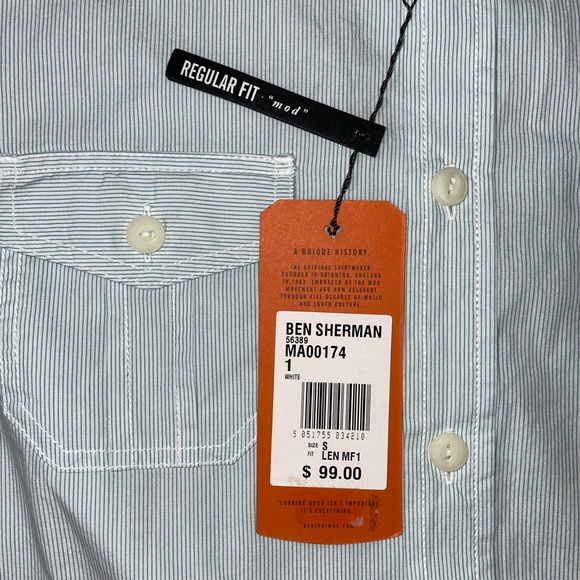 REGULAR FIT - "mod"
A UNIQUE HISTORY.
THE ORIGINAL SHIRTMAKER
FOUNDED IN BRIGHTON, ENGLAND
IN 1963. EMBRACED BY THE MOD
MOVEMENT AND NOW RELEVANT
THROUGH FIVE DECADES OF MUSIC
AND YOUTH CULTURE.
BEN SHERMAN
56389
MA00174
1
WHITE
5 051755 034210
SIZE S
FIT LEN MF1
$ 99.00
"LOOKING GOOD ISN'T IMPORTANT
IT'S EVERYTHING."
bensherman.com